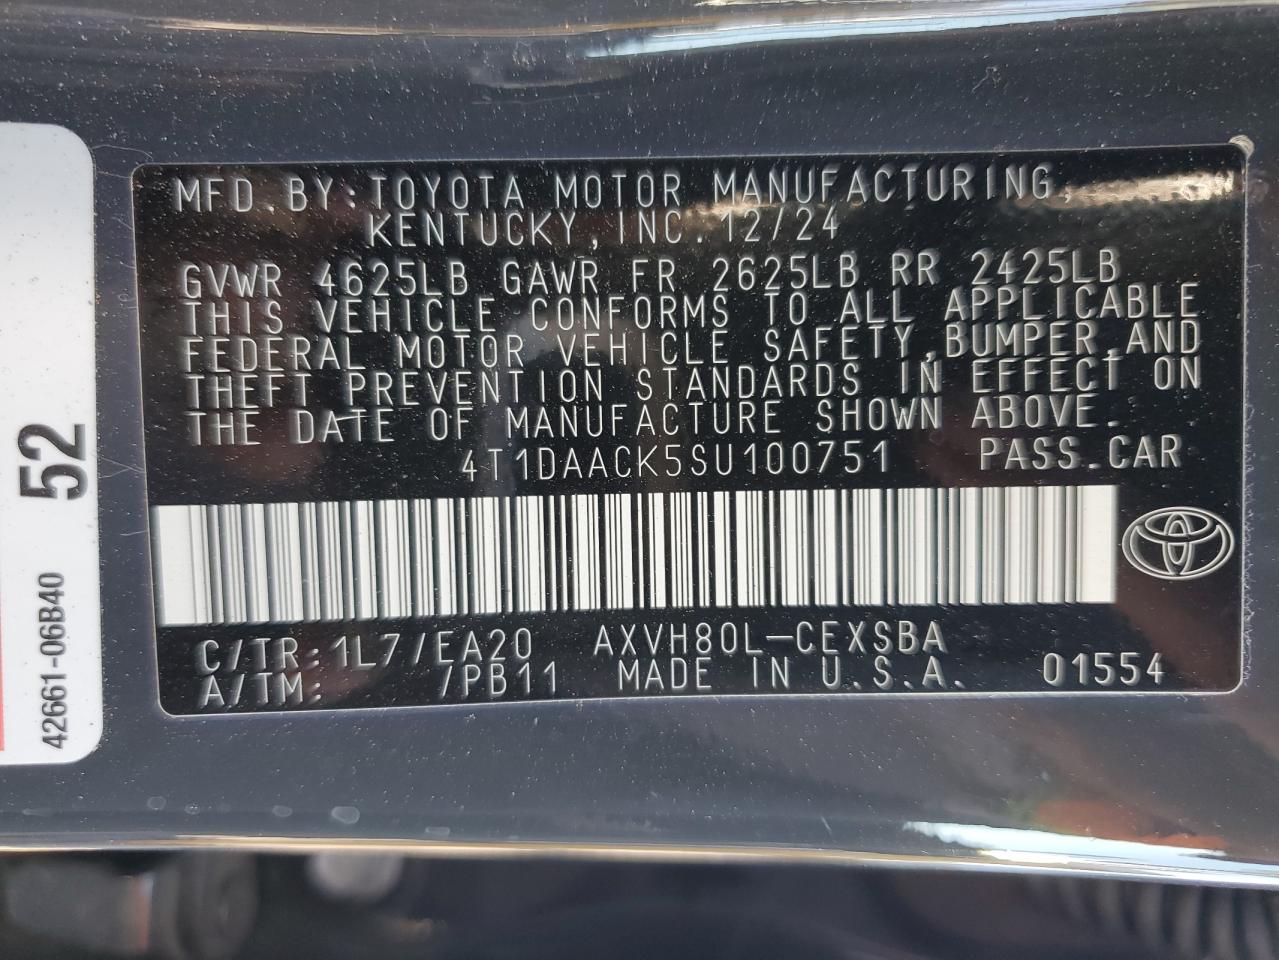 MFD.BY:TOYOTA MOTOR MANUFACTURING,
KENTUCKY,INC. 12/24
GVWR 4625LB GAWR FR 2625LB RR 2425LB
THIS VEHICLE CONFORMS TO ALL APPLICABLE
FEDERAL MOTOR VEHICLE SAFETY,BUMPER,AND
THEFT PREVENTION STANDARDS IN EFFECT ON
THE DATE OF MANUFACTURE SHOWN ABOVE.
4T1DAACK5SU100751 PASS.CAR
C/TR:1L7/EA20 AXVH80L-CEXSBA
A/TM: /PB11 MADE IN U.S.A. 01554
52
42661-06B40